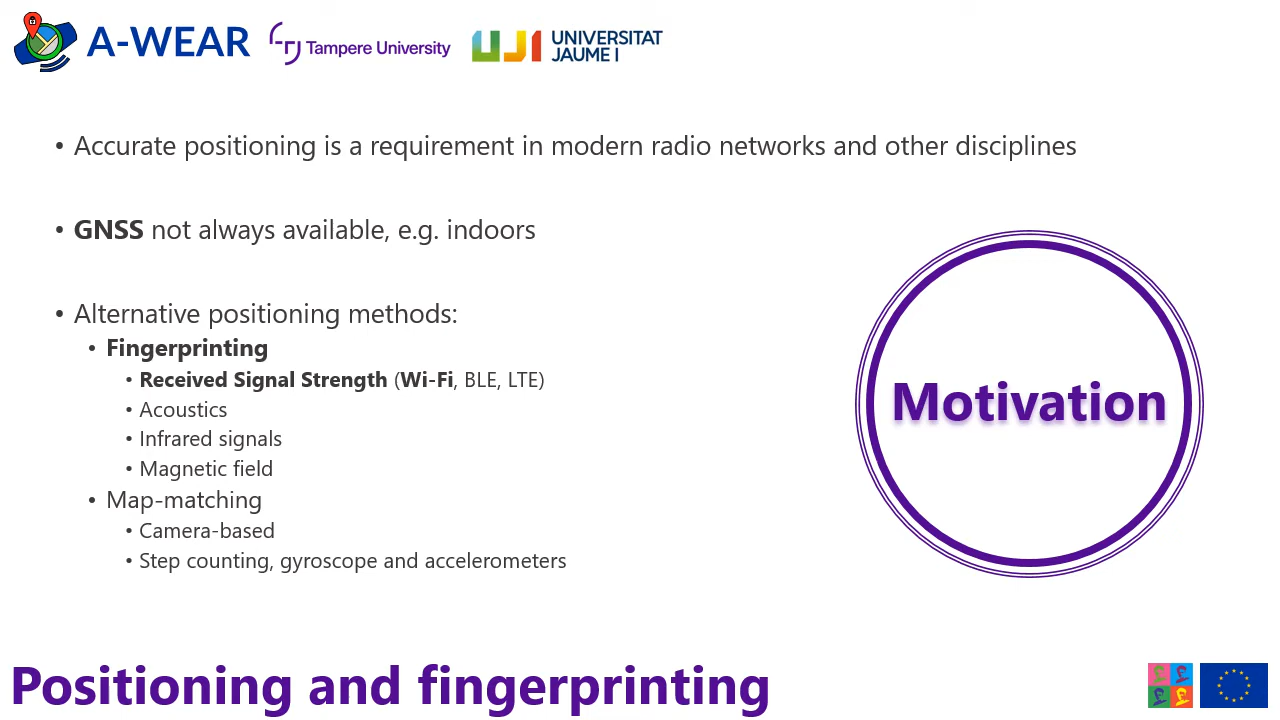 A-WEAR
Tampere University
UJI
UNIVERSITAT
JAUME I
• Accurate positioning is a requirement in modern radio networks and other disciplines
• GNSS not always available, e.g. indoors
• Alternative positioning methods:
• Fingerprinting
• Received Signal Strength (Wi-Fi, BLE, LTE)
• Acoustics
• Infrared signals
• Magnetic field
• Map-matching
• Camera-based
• Step counting, gyroscope and accelerometers
Motivation
Positioning and fingerprinting